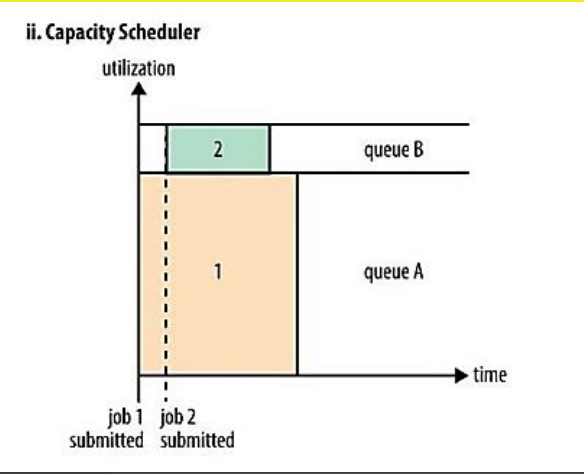 ii. Capacity Scheduler
utilization
2
queue B
1
queue A
time
job 1
submitted
job 2
submitted